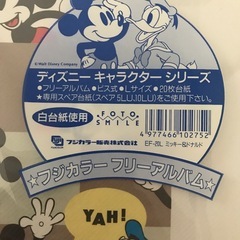 © Walt Disney Company
ディズニー キャラクター シリーズ
•フリーアルバム •ビス式 •Lサイズ •20枚台紙
★専用スペア台紙(スペア5LLU,10LLU)をご使用下さい。
白台紙使用
FOTO
SMILE
4977466102752
フジカラー販売株式会社
EF-20L ミッキー&ドナルド
☆フジカラー フリーアルバム☆
YAH!